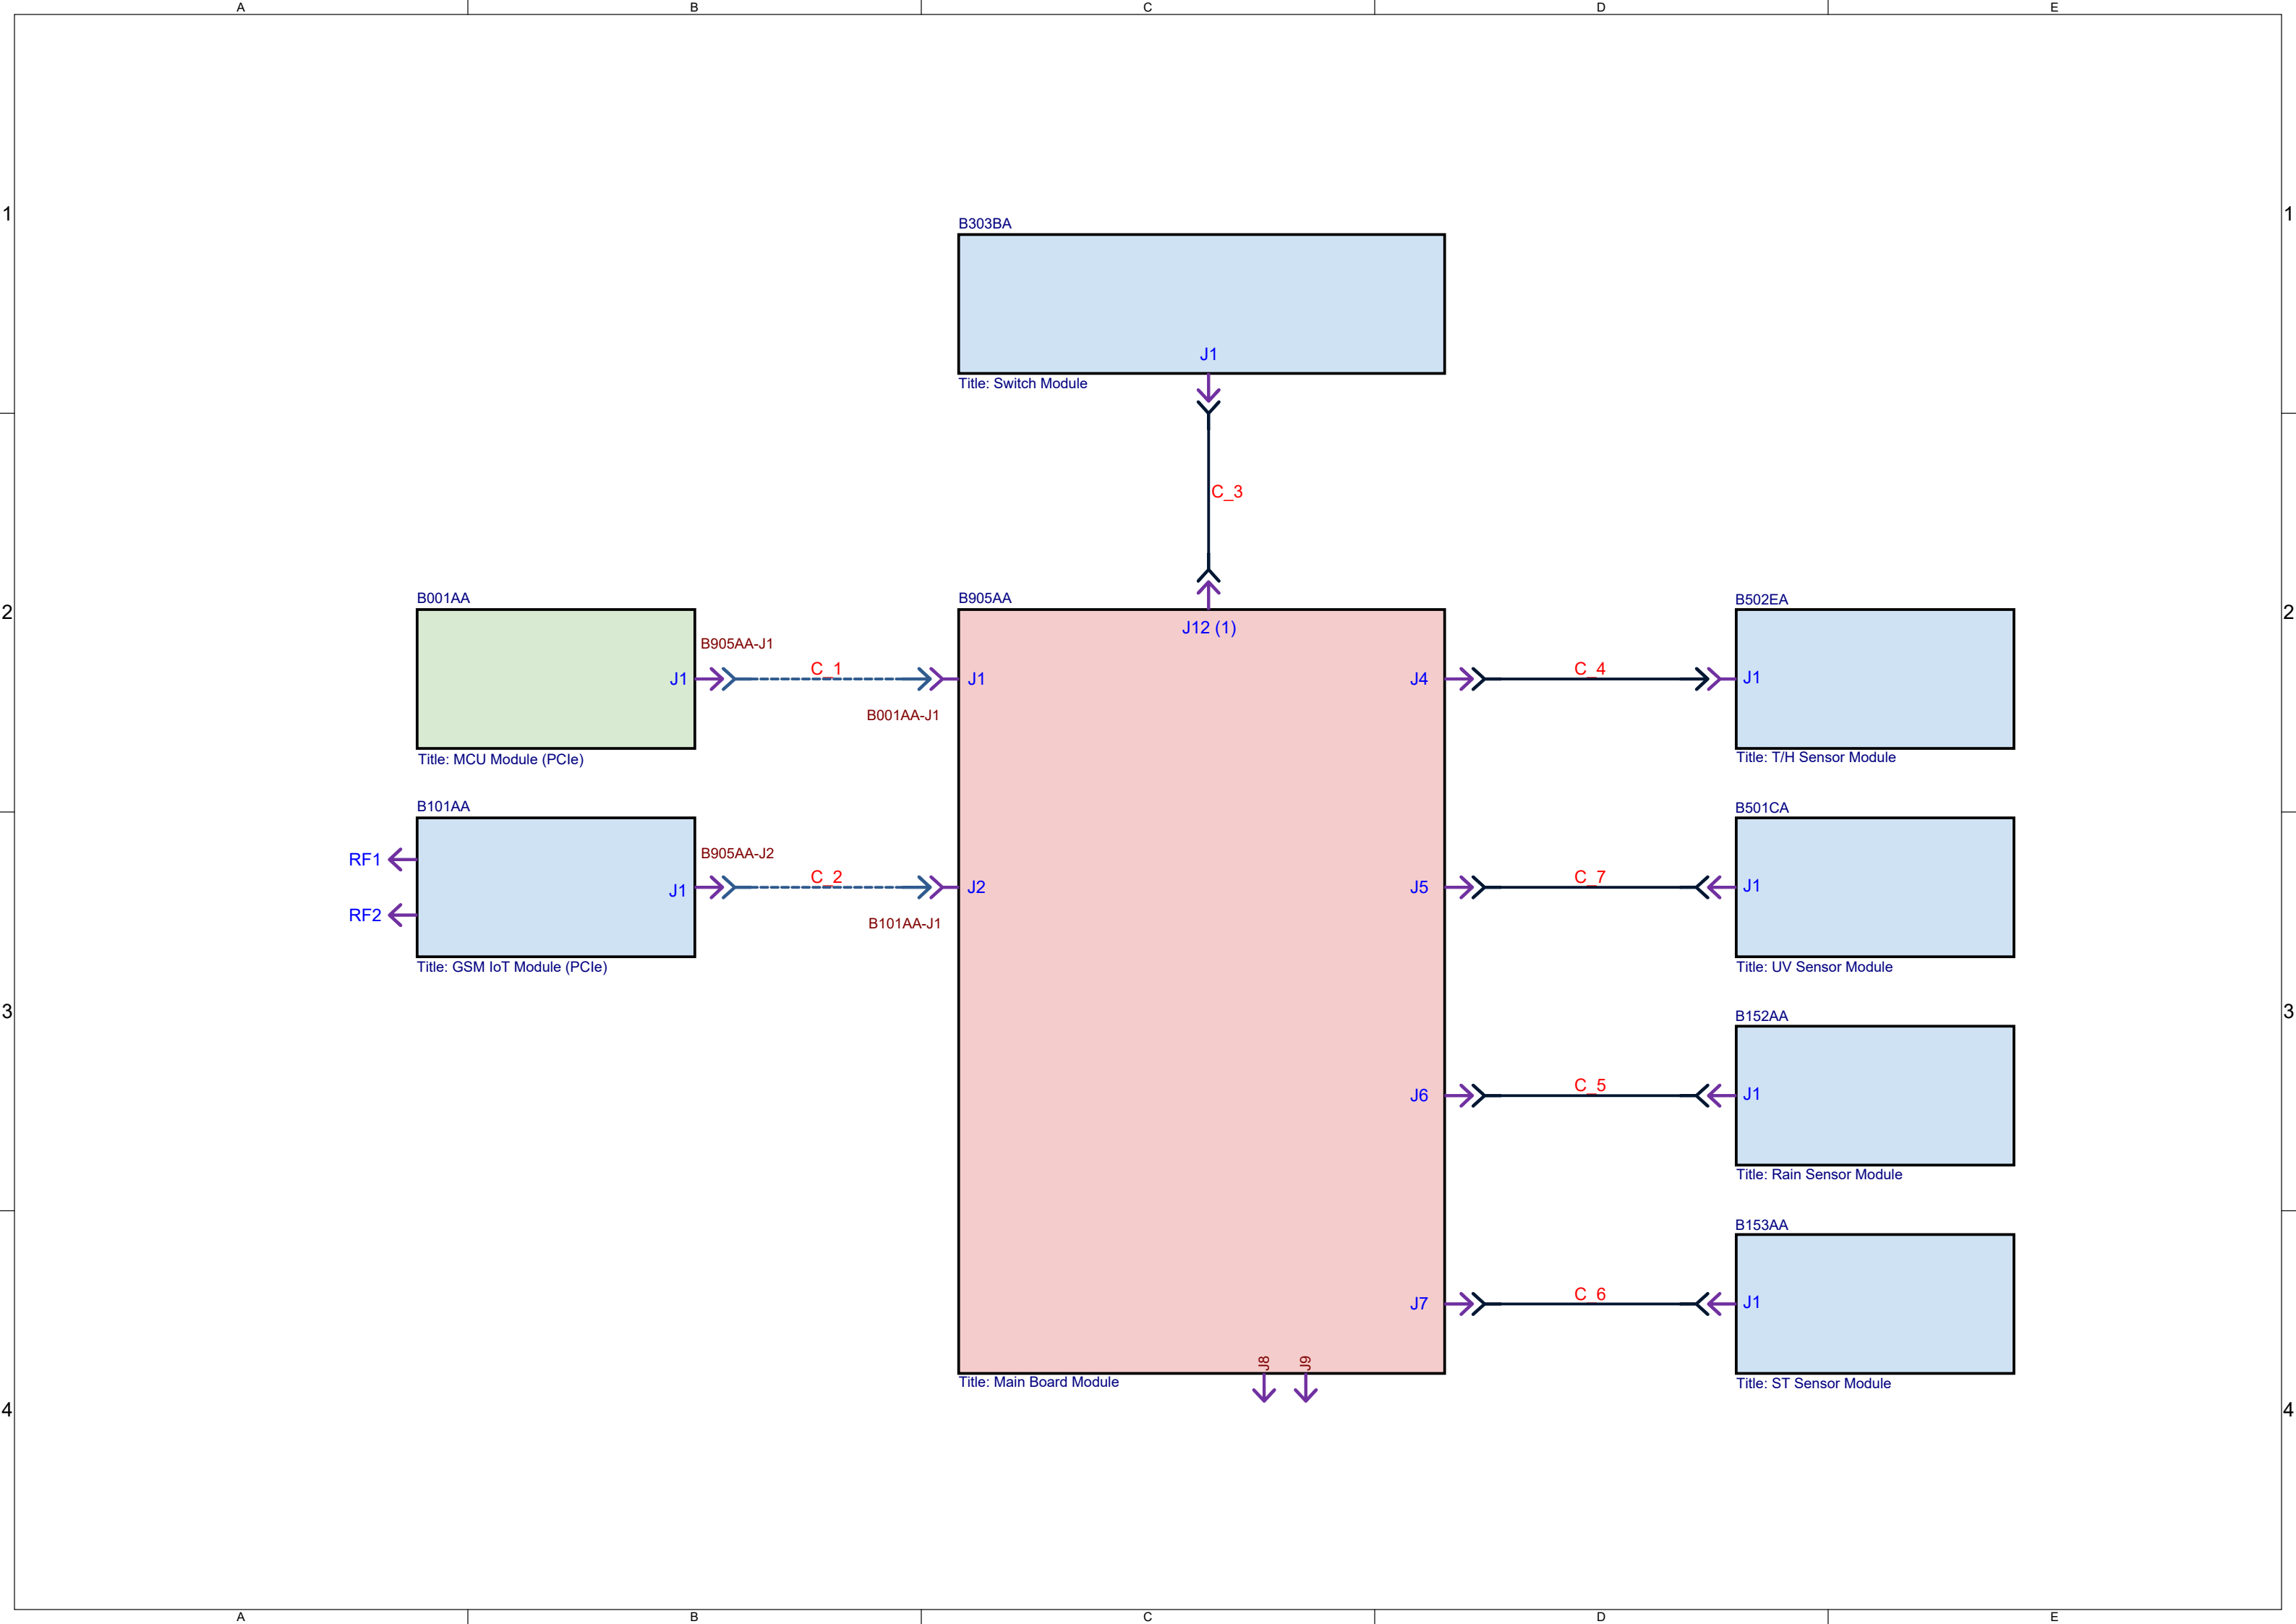 A B C D E
1 1
B303BA
J1
Title: Switch Module
C_3
2 2
B001AA B905AA B502EA
J12 (1)
B905AA-J1
J1 C_1 J1 J4 C_4 J1
B001AA-J1
Title: MCU Module (PCIe) Title: T/H Sensor Module
B101AA B501CA
B905AA-J2
RF1
J1 C_2 J2 J5 C_7 J1
RF2
B101AA-J1
Title: GSM IoT Module (PCIe) Title: UV Sensor Module
3 3
B152AA
J6 C_5 J1
Title: Rain Sensor Module
B153AA
J7 C_6 J1
J8 J9
Title: Main Board Module Title: ST Sensor Module
4 4
A B C D E